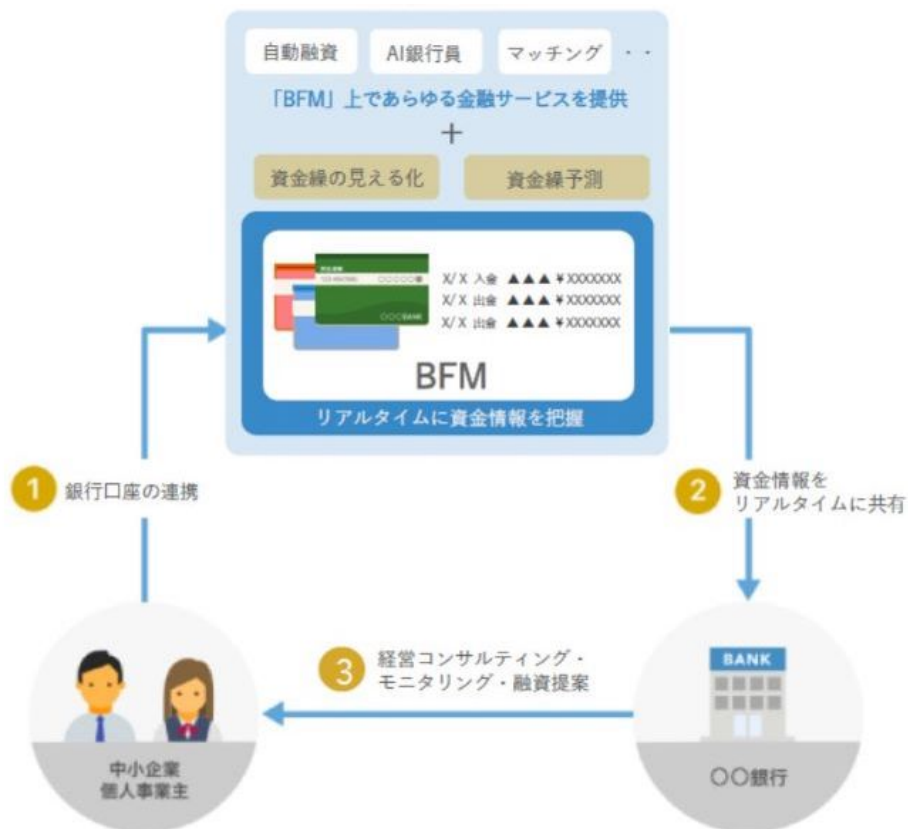 自動融資
AI銀行員
マッチング
・・
「BFM」上であらゆる金融サービスを提供
+
資金繰の見える化
資金繰予測
〇〇〇BANK
X/X 入金 ▲▲▲ ¥XXXXXXX
X/X 出金 ▲▲▲ ¥XXXXXXX
X/X 出金 ▲▲▲ ¥XXXXXXX
BFM
リアルタイムに資金情報を把握
1 銀行口座の連携
2 資金情報を
リアルタイムに共有
3 経営コンサルティング・
モニタリング・融資提案
BANK
中小企業
個人事業主
〇〇銀行